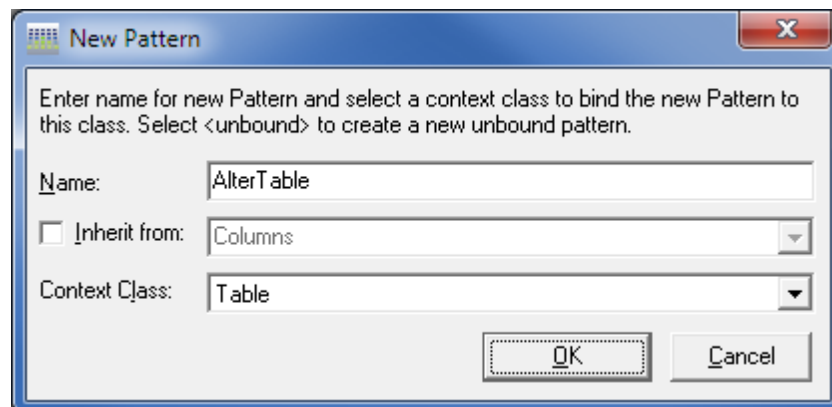 New Pattern
Enter name for new Pattern and select a context class to bind the new Pattern to
this class. Select <unbound> to create a new unbound pattern.
Name: AlterTable
Inherit from: Columns
Context Class: Table
OK Cancel